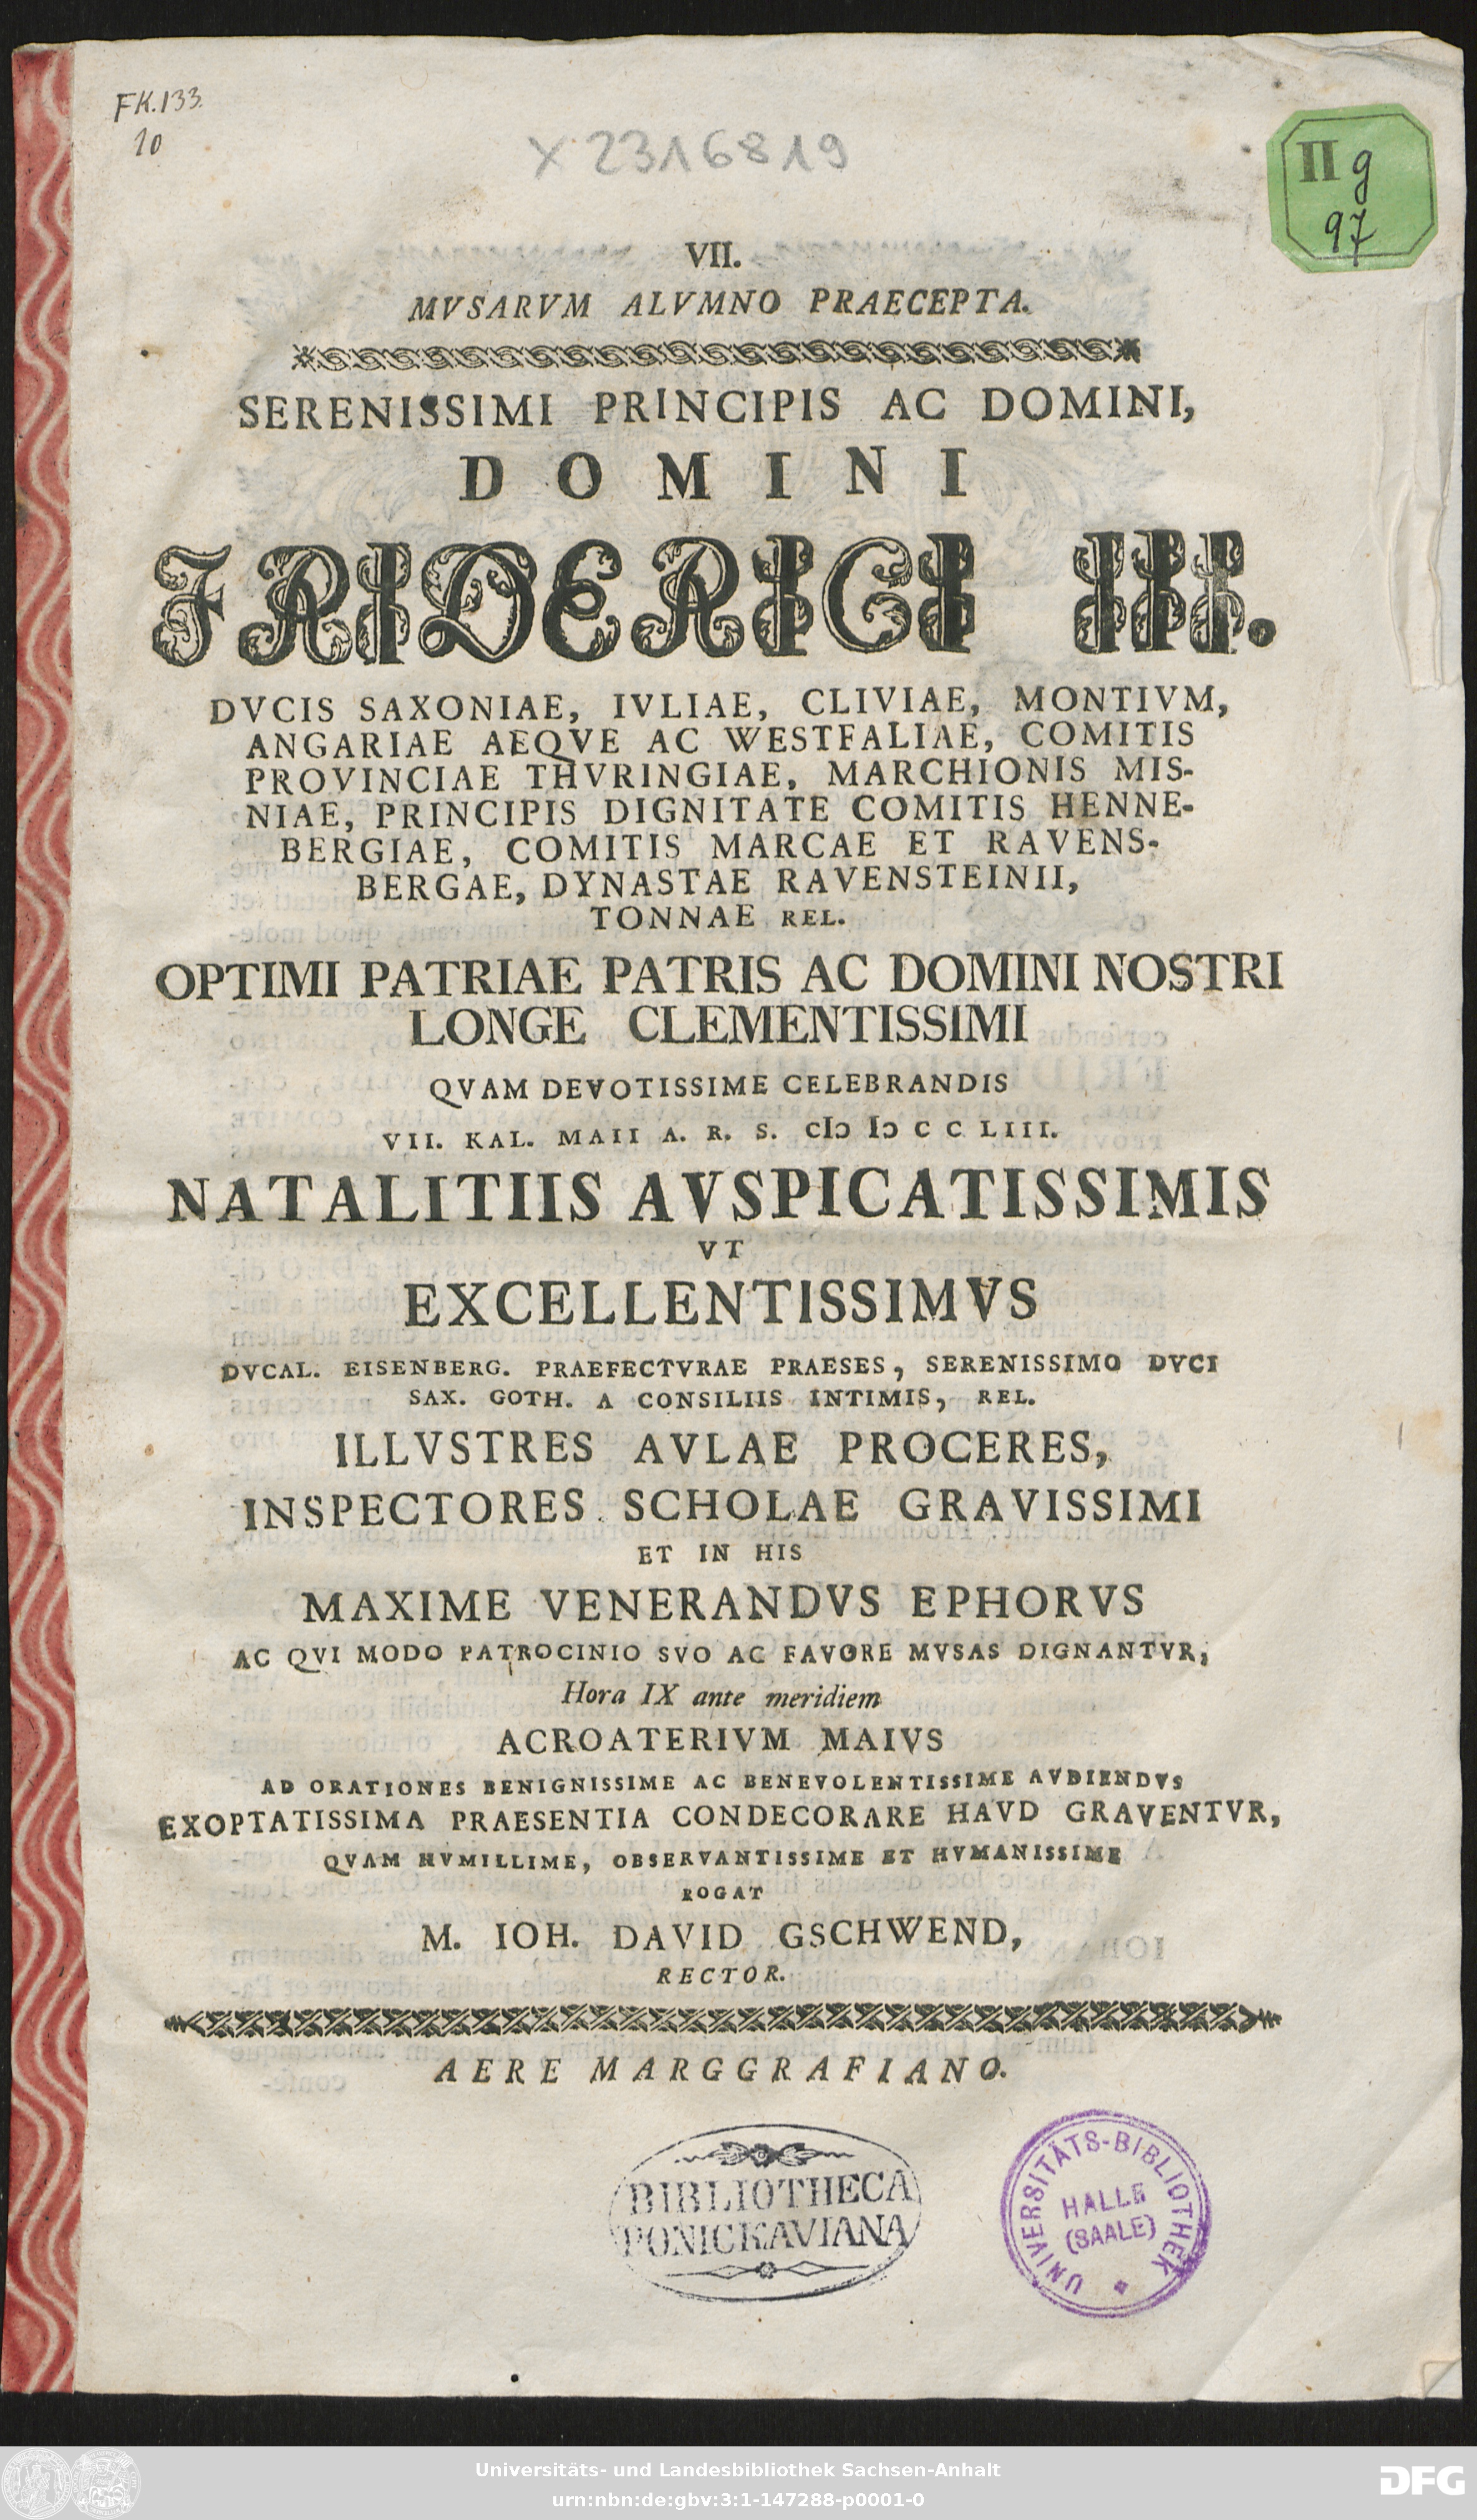 FK.133.
10
X 2316819
II g
97
VII.
MVSARVM ALVMNO PRAECEPTA.
SERENISSIMI PRINCIPIS AC DOMINI,
DOMINI
FRIDERICI III.
DVCIS SAXONIAE, IVLIAE, CLIVIAE, MONTIVM,
ANGARIAE AEQVE AC WESTFALIAE, COMITIS
PROVINCIAE THVRINGIAE, MARCHIONIS MIS-
NIAE, PRINCIPIS DIGNITATE COMITIS HENNE-
BERGIAE, COMITIS MARCAE ET RAVENS-
BERGAE, DYNASTAE RAVENSTEINII,
TONNAE REL.
OPTIMI PATRIAE PATRIS AC DOMINI NOSTRI
LONGE CLEMENTISSIMI
QVAM DEVOTISSIME CELEBRANDIS
VII. KAL. MAII A. R. S. CIↃ IↃ C C LIII.
NATALITIIS AVSPICATISSIMIS
VT
EXCELLENTISSIMVS
DVCAL. EISENBERG. PRAEFECTVRAE PRAESES, SERENISSIMO DVCI
SAX. GOTH. A CONSILIIS INTIMIS, REL.
ILLVSTRES AVLAE PROCERES,
INSPECTORES SCHOLAE GRAVISSIMI
ET IN HIS
MAXIME VENERANDVS EPHORVS
AC QVI MODO PATROCINIO SVO AC FAVORE MVSAS DIGNANTVR,
Hora IX ante meridiem
ACROATERIVM MAIVS
AD ORATIONES BENIGNISSIME AC BENEVOLENTISSIME AVDIENDVS
EXOPTATISSIMA PRAESENTIA CONDECORARE HAVD GRAVENTVR,
QVAM HVMILLIME, OBSERVANTISSIME ET HVMANISSIME
ROGAT
M. IOH. DAVID GSCHWEND,
RECTOR.
AERE MARGGRAFIANO.
BIBLIOTHECA
PONICKAVIANA
UNIVERSITÄTS-BIBLIOTHEK
HALLE
(SAALE)
Universitäts- und Landesbibliothek Sachsen-Anhalt
urn:nbn:de:gbv:3:1-147288-p0001-0
DFG